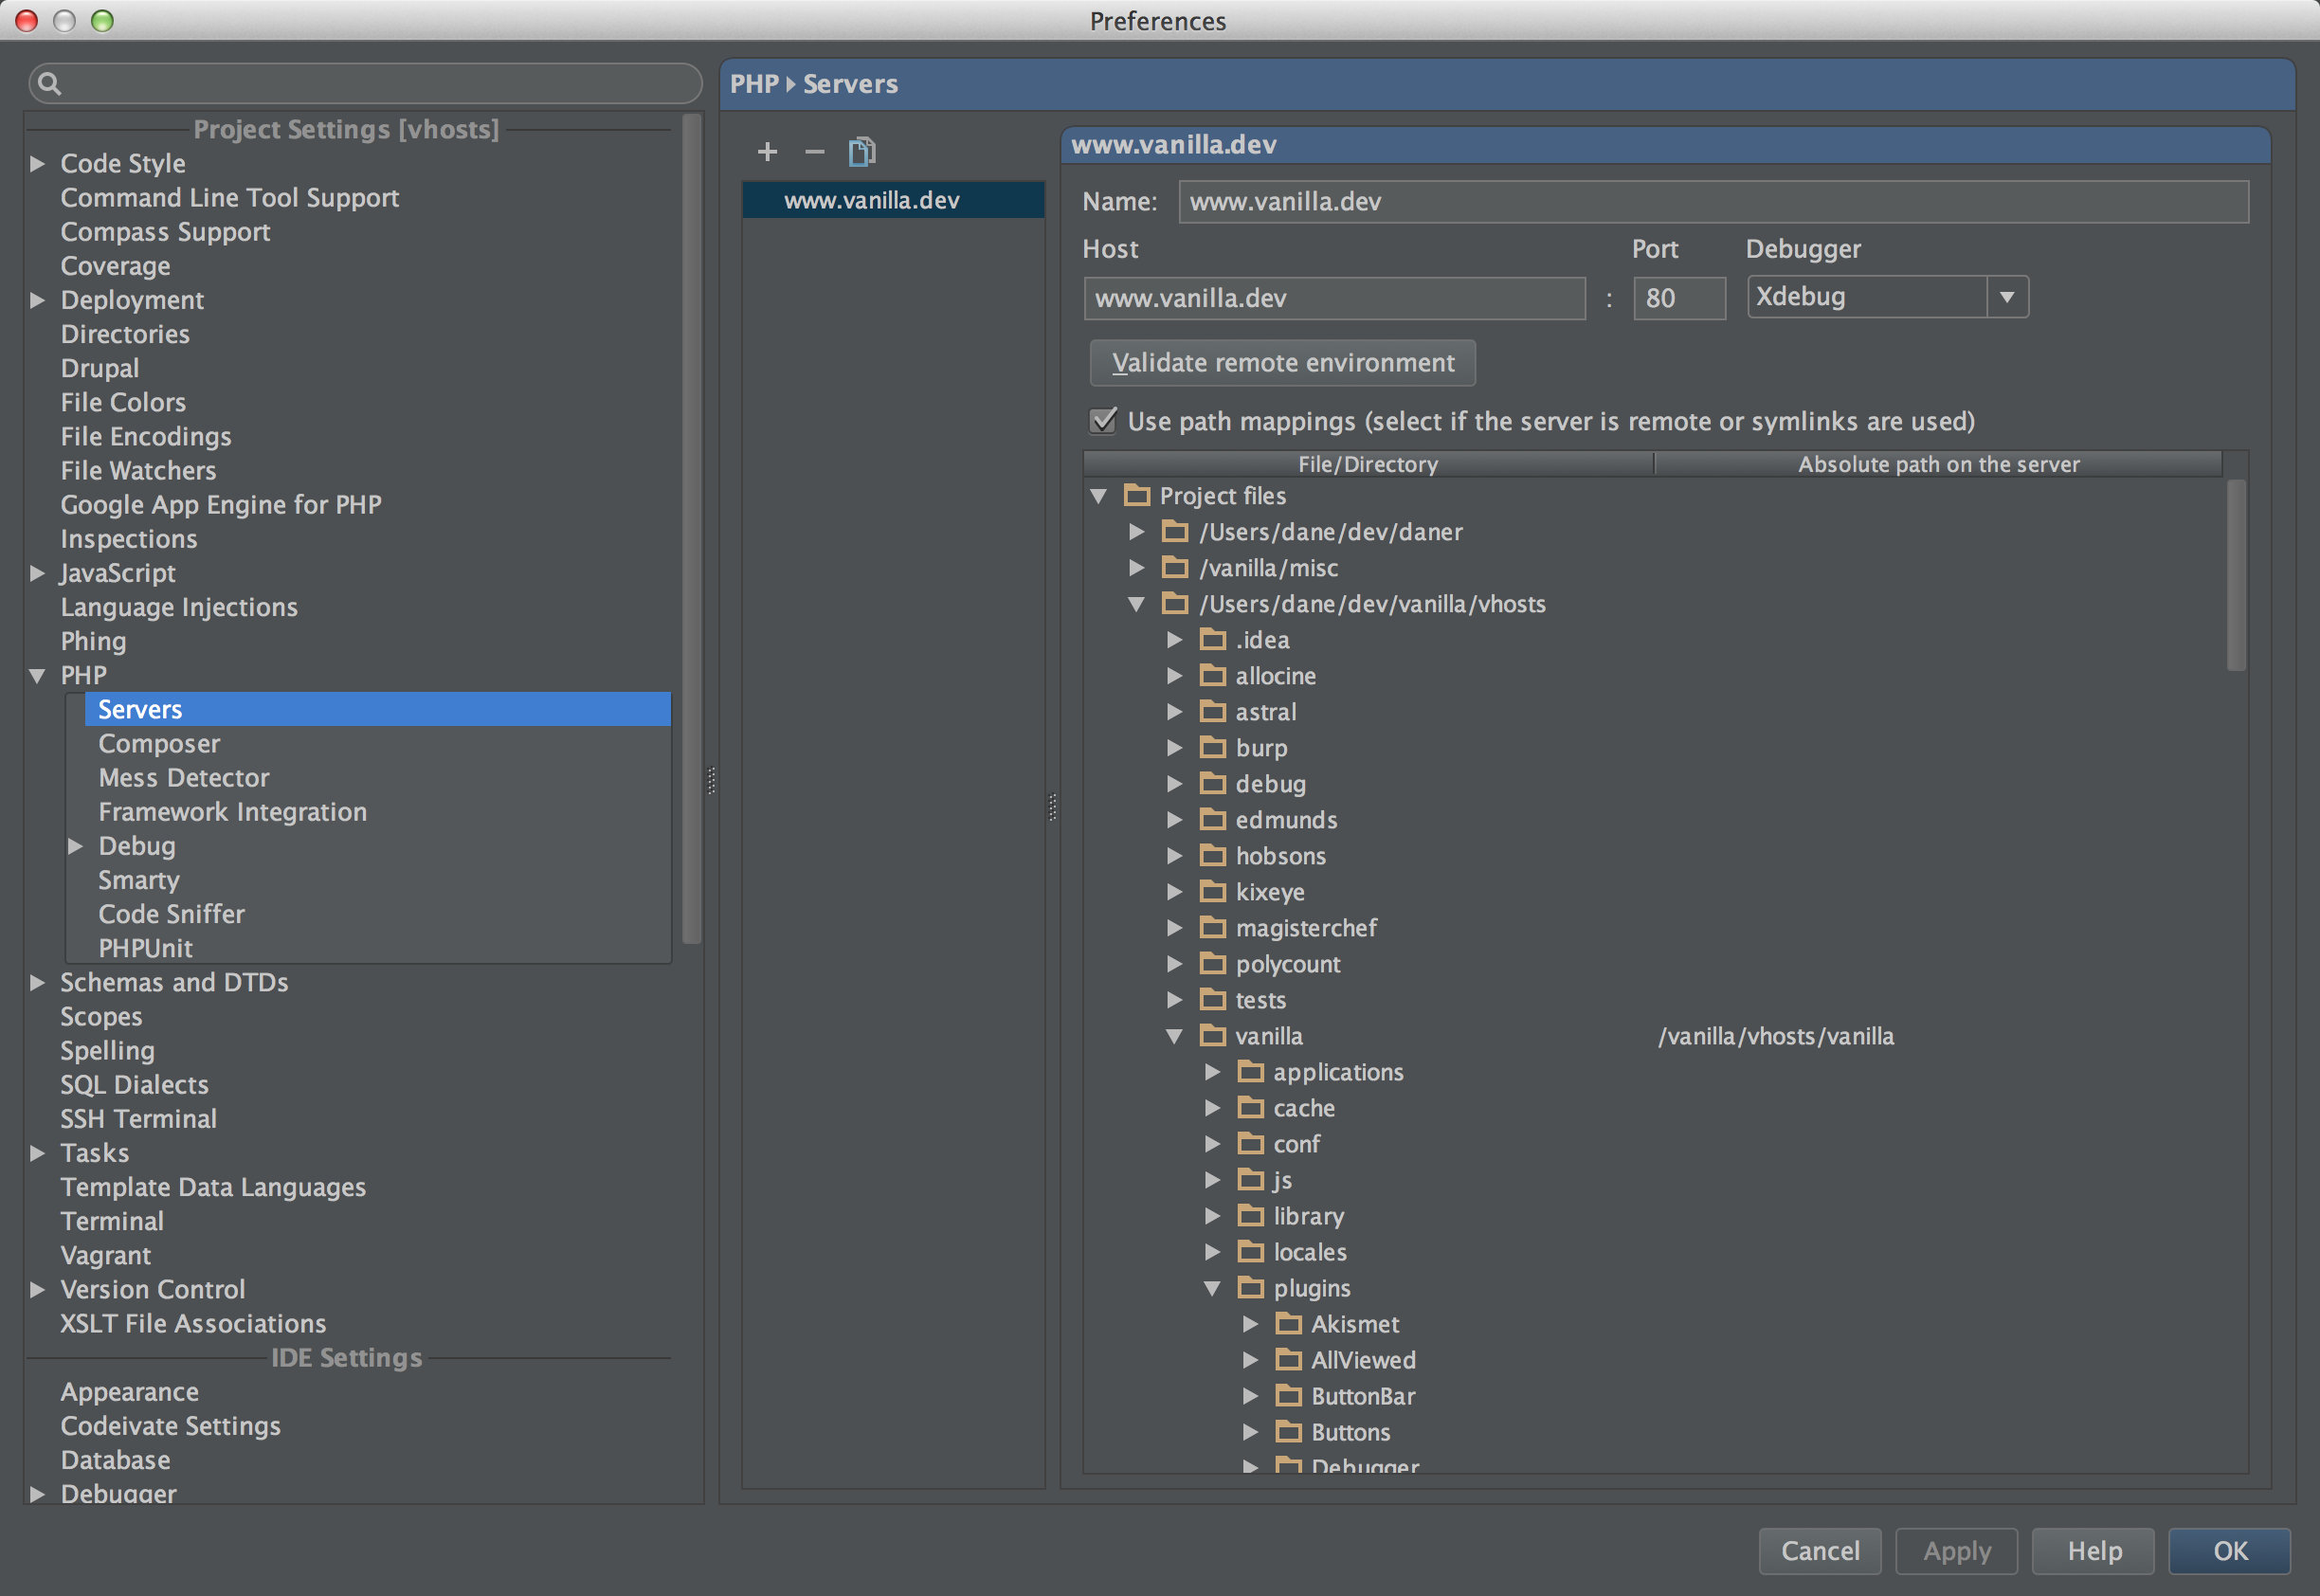 Preferences
Project Settings [vhosts]
Code Style
Command Line Tool Support
Compass Support
Coverage
Deployment
Directories
Drupal
File Colors
File Encodings
File Watchers
Google App Engine for PHP
Inspections
JavaScript
Language Injections
Phing
PHP
Servers
Composer
Mess Detector
Framework Integration
Debug
Smarty
Code Sniffer
PHPUnit
Schemas and DTDs
Scopes
Spelling
SQL Dialects
SSH Terminal
Tasks
Template Data Languages
Terminal
Vagrant
Version Control
XSLT File Associations
IDE Settings
Appearance
Codeivate Settings
Database
Debugger
PHP Servers
www.vanilla.dev
www.vanilla.dev
Name: www.vanilla.dev
Host Port Debugger
www.vanilla.dev : 80 Xdebug
Validate remote environment
Use path mappings (select if the server is remote or symlinks are used)
File/Directory Absolute path on the server
Project files
/Users/dane/dev/daner
/vanilla/misc
/Users/dane/dev/vanilla/vhosts
.idea
allocine
astral
burp
debug
edmunds
hobsons
kixeye
magisterchef
polycount
tests
vanilla /vanilla/vhosts/vanilla
applications
cache
conf
js
library
locales
plugins
Akismet
AllViewed
ButtonBar
Buttons
Debugger
Cancel Apply Help OK